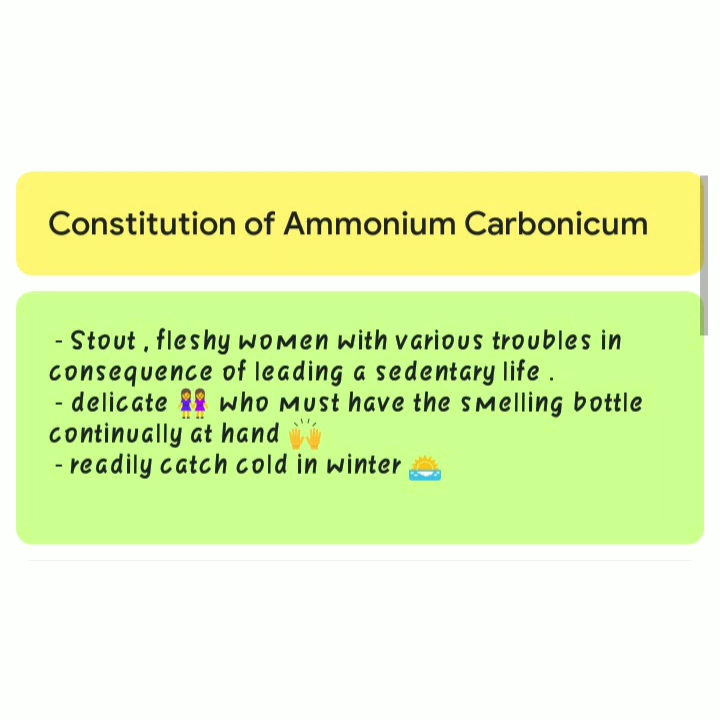 Constitution of Ammonium Carbonicum
- Stout , fleshy women with various troubles in
consequence of leading a sedentary life .
- delicate 👭 who must have the smelling bottle
continually at hand 🙌
- readily catch cold in winter 🌅